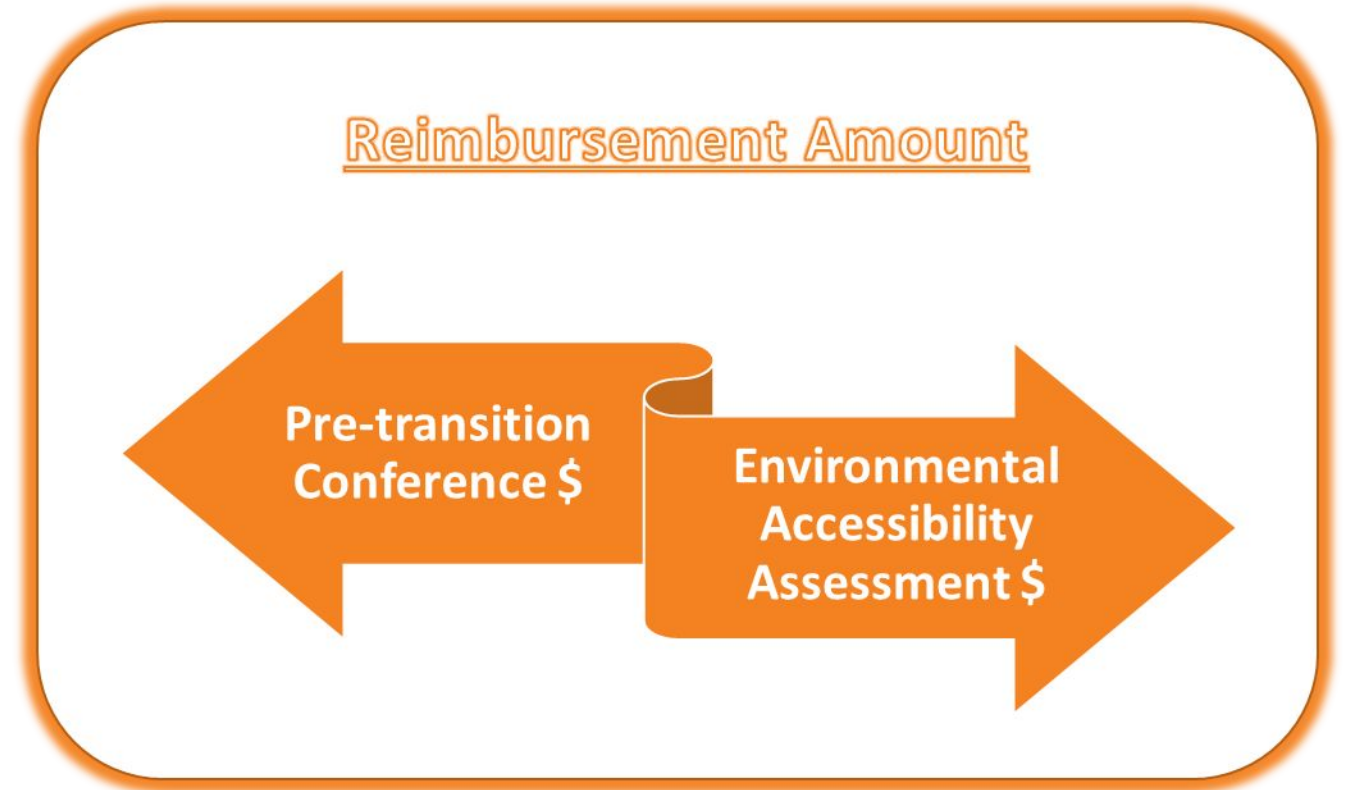 Reimbursement Amount
Pre-transition
Conference $
Environmental
Accessibility
Assessment $